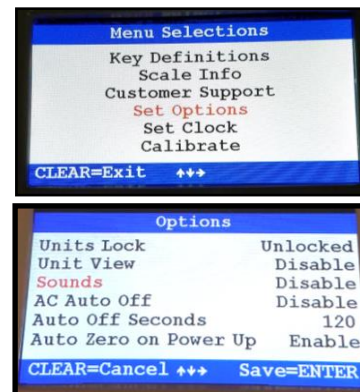 Menu Selections
Key Definitions
Scale Info
Customer Support
Set Options
Set Clock
Calibrate
CLEAR=Exit ↑↓→
Options
Units Lock Unlocked
Unit View Disable
Sounds Disable
AC Auto Off Disable
Auto Off Seconds 120
Auto Zero on Power Up Enable
CLEAR=Cancel ↑↓→ Save=ENTER